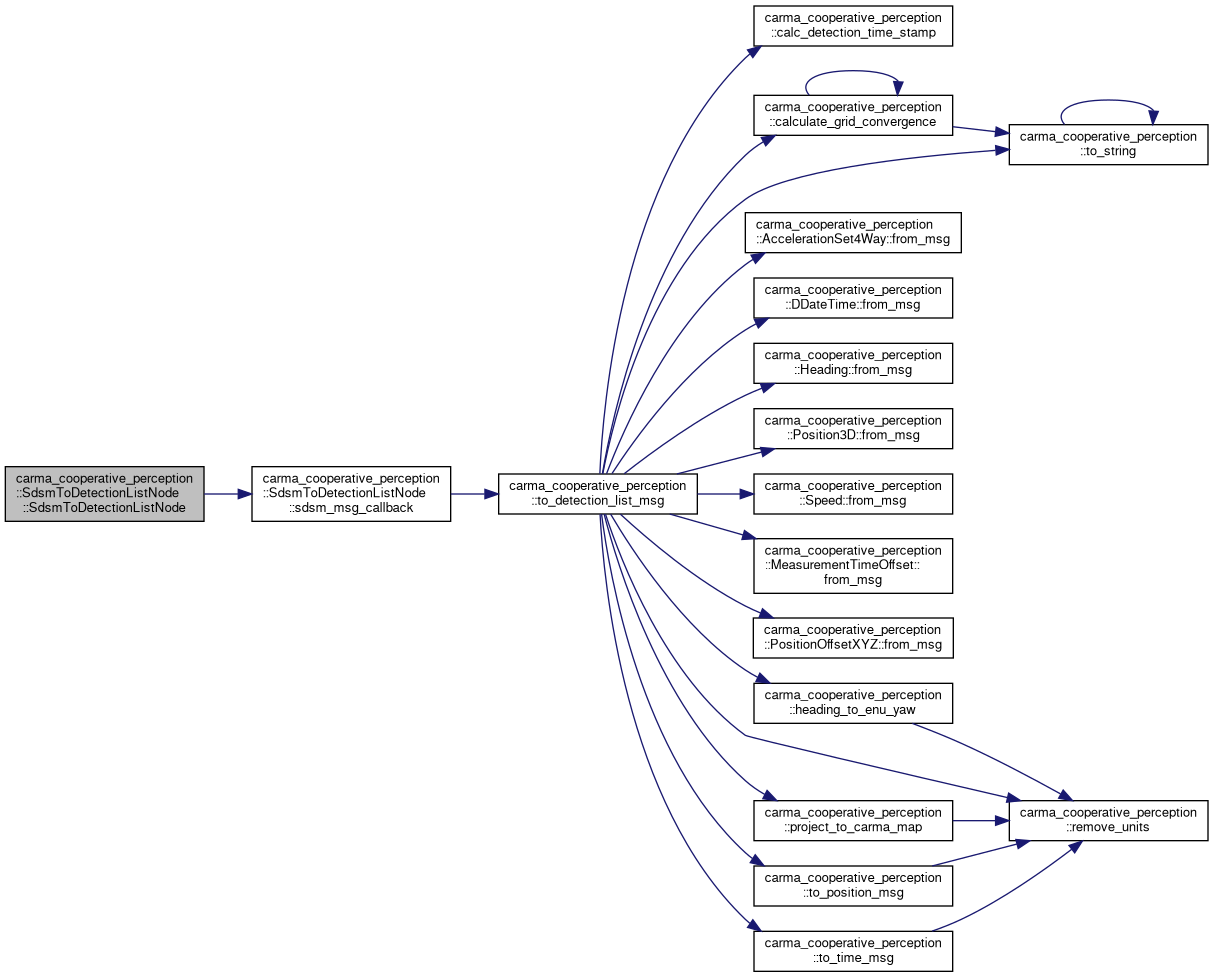 carma_cooperative_perception
::SdsmToDetectionListNode
::SdsmToDetectionListNode
carma_cooperative_perception
::SdsmToDetectionListNode
::sdsm_msg_callback
carma_cooperative_perception
::to_detection_list_msg
carma_cooperative_perception
::calc_detection_time_stamp
carma_cooperative_perception
::calculate_grid_convergence
carma_cooperative_perception
::to_string
carma_cooperative_perception
::AccelerationSet4Way::from_msg
carma_cooperative_perception
::DDateTime::from_msg
carma_cooperative_perception
::Heading::from_msg
carma_cooperative_perception
::Position3D::from_msg
carma_cooperative_perception
::Speed::from_msg
carma_cooperative_perception
::MeasurementTimeOffset::
from_msg
carma_cooperative_perception
::PositionOffsetXYZ::from_msg
carma_cooperative_perception
::heading_to_enu_yaw
carma_cooperative_perception
::project_to_carma_map
carma_cooperative_perception
::remove_units
carma_cooperative_perception
::to_position_msg
carma_cooperative_perception
::to_time_msg